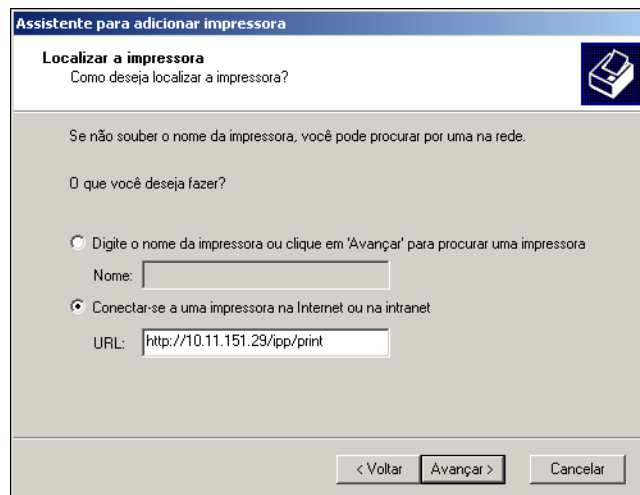 Assistente para adicionar impressora
Localizar a impressora
Como deseja localizar a impressora?
Se não souber o nome da impressora, você pode procurar por uma na rede.
O que você deseja fazer?
Digite o nome da impressora ou clique em 'Avançar' para procurar uma impressora
Nome:
Conectar-se a uma impressora na Internet ou na intranet
URL: http://10.11.151.29/ipp/print
< Voltar Avançar > Cancelar